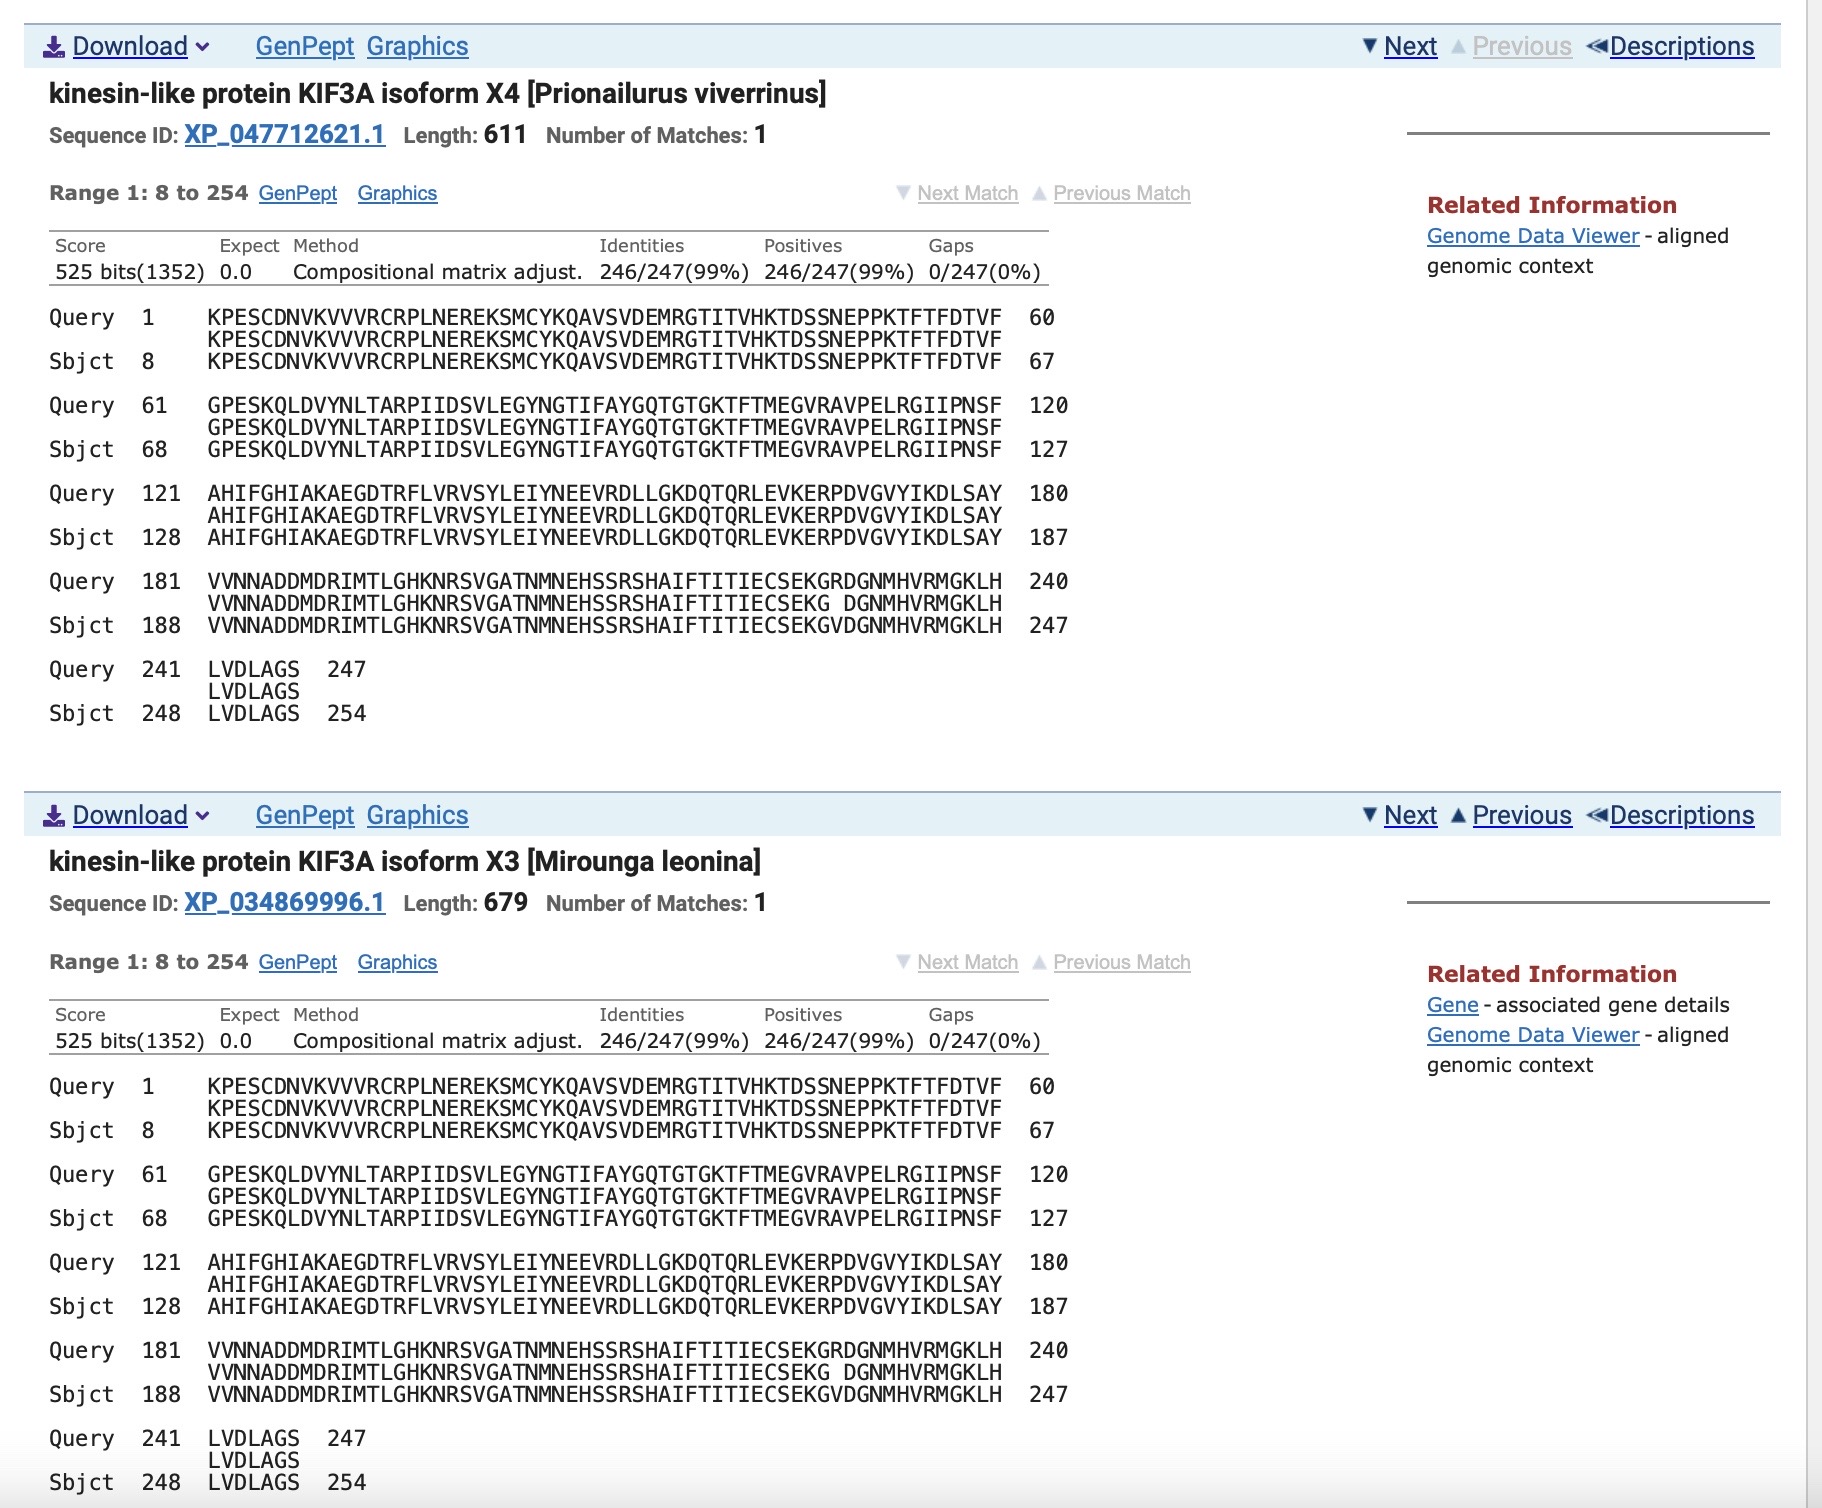 Download GenPept Graphics Next Previous Descriptions
kinesin-like protein KIF3A isoform X4 [Prionailurus viverrinus]
Sequence ID: XP_047712621.1 Length: 611 Number of Matches: 1
Range 1: 8 to 254 GenPept Graphics Next Match Previous Match
Related Information
Genome Data Viewer - aligned
genomic context
Score Expect Method Identities Positives Gaps
525 bits(1352) 0.0 Compositional matrix adjust. 246/247(99%) 246/247(99%) 0/247(0%)
Query 1 KPESCDNVKVVVRCRPLNEREKSMCYKQAVSVDEMRGTITVHKTDSSNEPPKTFTFDTVF 60
KPESCDNVKVVVRCRPLNEREKSMCYKQAVSVDEMRGTITVHKTDSSNEPPKTFTFDTVF
Sbjct 8 KPESCDNVKVVVRCRPLNEREKSMCYKQAVSVDEMRGTITVHKTDSSNEPPKTFTFDTVF 67
Query 61 GPESKQLDVYNLTARPIIDSVLEGYNGTIFAYGQTGTGKTFTMEGVRAVPELRGIIPNSF 120
GPESKQLDVYNLTARPIIDSVLEGYNGTIFAYGQTGTGKTFTMEGVRAVPELRGIIPNSF
Sbjct 68 GPESKQLDVYNLTARPIIDSVLEGYNGTIFAYGQTGTGKTFTMEGVRAVPELRGIIPNSF 127
Query 121 AHIFGHIAKAEGDTRFLVRVSYLEIYNEEVRDLLGKDQTQRLEVKERPDVGVYIKDLSAY 180
AHIFGHIAKAEGDTRFLVRVSYLEIYNEEVRDLLGKDQTQRLEVKERPDVGVYIKDLSAY
Sbjct 128 AHIFGHIAKAEGDTRFLVRVSYLEIYNEEVRDLLGKDQTQRLEVKERPDVGVYIKDLSAY 187
Query 181 VVNNADDMDRIMTLGHKNRSVGATNMNEHSSRSHAIFTITIECSEKGRDGNMHVRMGKLH 240
VVNNADDMDRIMTLGHKNRSVGATNMNEHSSRSHAIFTITIECSEKG DGNMHVRMGKLH
Sbjct 188 VVNNADDMDRIMTLGHKNRSVGATNMNEHSSRSHAIFTITIECSEKGVDGNMHVRMGKLH 247
Query 241 LVDLAGS 247
LVDLAGS
Sbjct 248 LVDLAGS 254
Download GenPept Graphics Next Previous Descriptions
kinesin-like protein KIF3A isoform X3 [Mirounga leonina]
Sequence ID: XP_034869996.1 Length: 679 Number of Matches: 1
Range 1: 8 to 254 GenPept Graphics Next Match Previous Match
Related Information
Gene - associated gene details
Genome Data Viewer - aligned
genomic context
Score Expect Method Identities Positives Gaps
525 bits(1352) 0.0 Compositional matrix adjust. 246/247(99%) 246/247(99%) 0/247(0%)
Query 1 KPESCDNVKVVVRCRPLNEREKSMCYKQAVSVDEMRGTITVHKTDSSNEPPKTFTFDTVF 60
KPESCDNVKVVVRCRPLNEREKSMCYKQAVSVDEMRGTITVHKTDSSNEPPKTFTFDTVF
Sbjct 8 KPESCDNVKVVVRCRPLNEREKSMCYKQAVSVDEMRGTITVHKTDSSNEPPKTFTFDTVF 67
Query 61 GPESKQLDVYNLTARPIIDSVLEGYNGTIFAYGQTGTGKTFTMEGVRAVPELRGIIPNSF 120
GPESKQLDVYNLTARPIIDSVLEGYNGTIFAYGQTGTGKTFTMEGVRAVPELRGIIPNSF
Sbjct 68 GPESKQLDVYNLTARPIIDSVLEGYNGTIFAYGQTGTGKTFTMEGVRAVPELRGIIPNSF 127
Query 121 AHIFGHIAKAEGDTRFLVRVSYLEIYNEEVRDLLGKDQTQRLEVKERPDVGVYIKDLSAY 180
AHIFGHIAKAEGDTRFLVRVSYLEIYNEEVRDLLGKDQTQRLEVKERPDVGVYIKDLSAY
Sbjct 128 AHIFGHIAKAEGDTRFLVRVSYLEIYNEEVRDLLGKDQTQRLEVKERPDVGVYIKDLSAY 187
Query 181 VVNNADDMDRIMTLGHKNRSVGATNMNEHSSRSHAIFTITIECSEKGRDGNMHVRMGKLH 240
VVNNADDMDRIMTLGHKNRSVGATNMNEHSSRSHAIFTITIECSEKG DGNMHVRMGKLH
Sbjct 188 VVNNADDMDRIMTLGHKNRSVGATNMNEHSSRSHAIFTITIECSEKGVDGNMHVRMGKLH 247
Query 241 LVDLAGS 247
LVDLAGS
Sbjct 248 LVDLAGS 254